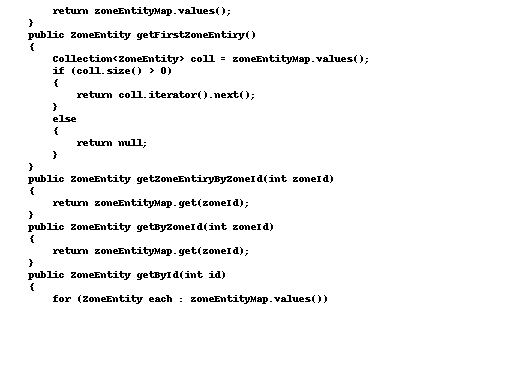 return zoneEntityMap.values();
}
public ZoneEntity getFirstZoneEntiry()
{
Collection<ZoneEntity> coll = zoneEntityMap.values();
if (coll.size() > 0)
{
return coll.iterator().next();
}
else
{
return null;
}
}
public ZoneEntity getZoneEntiryByZoneId(int zoneId)
{
return zoneEntityMap.get(zoneId);
}
public ZoneEntity getByZoneId(int zoneId)
{
return zoneEntityMap.get(zoneId);
}
public ZoneEntity getById(int id)
{
for (ZoneEntity each : zoneEntityMap.values())